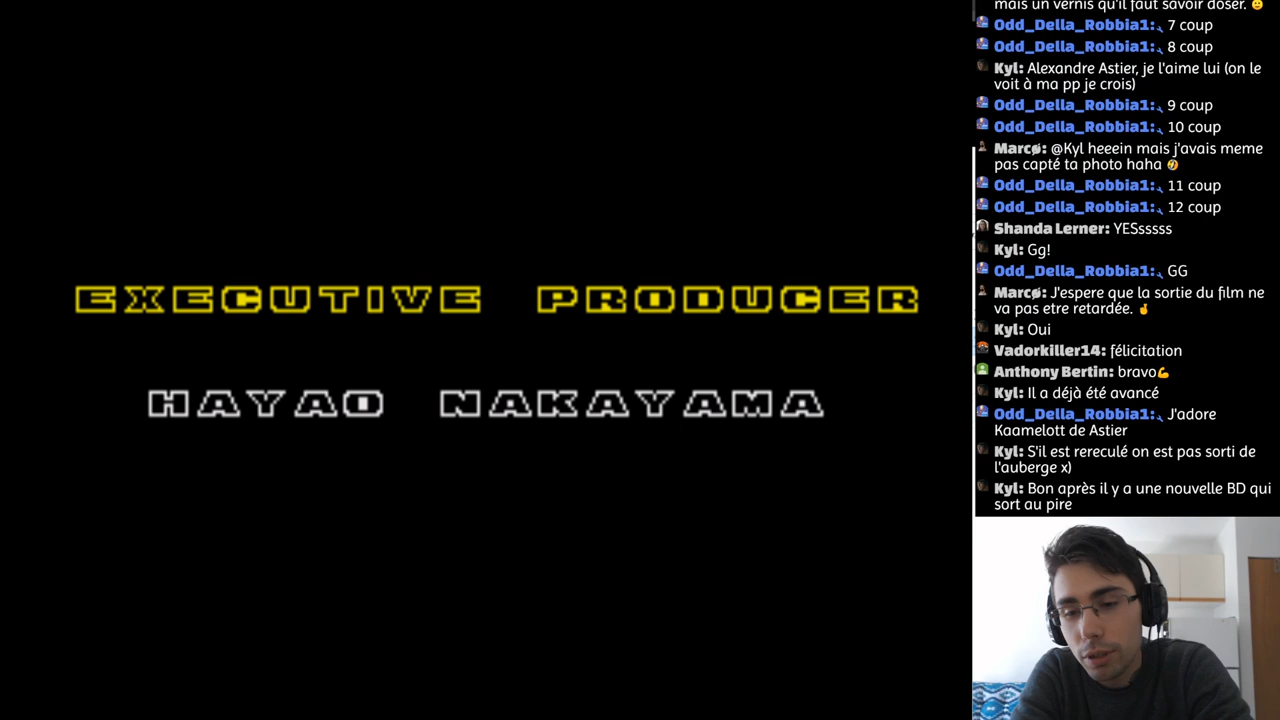 EXECUTIVE PRODUCER
HAYAO NAKAYAMA
mais un vernis qu'il faut savoir doser. 🙂
Odd_Della_Robbia1: 7 coup
Odd_Della_Robbia1: 8 coup
Kyl: Alexandre Astier, je l'aime lui (on le
voit à ma pp je crois)
Odd_Della_Robbia1: 9 coup
Odd_Della_Robbia1: 10 coup
Marcø: @Kyl heeein mais j'avais meme
pas capté ta photo haha 🤣
Odd_Della_Robbia1: 11 coup
Odd_Della_Robbia1: 12 coup
Shanda Lerner: YESsssss
Kyl: Gg!
Odd_Della_Robbia1: GG
Marcø: J'espere que la sortie du film ne
va pas etre retardée. 🤞
Kyl: Oui
Vadorkiller14: félicitation
Anthony Bertin: bravo💪
Kyl: Il a déjà été avancé
Odd_Della_Robbia1: J'adore
Kaamelott de Astier
Kyl: S'il est rereculé on est pas sorti de
l'auberge x)
Kyl: Bon après il y a une nouvelle BD qui
sort au pire